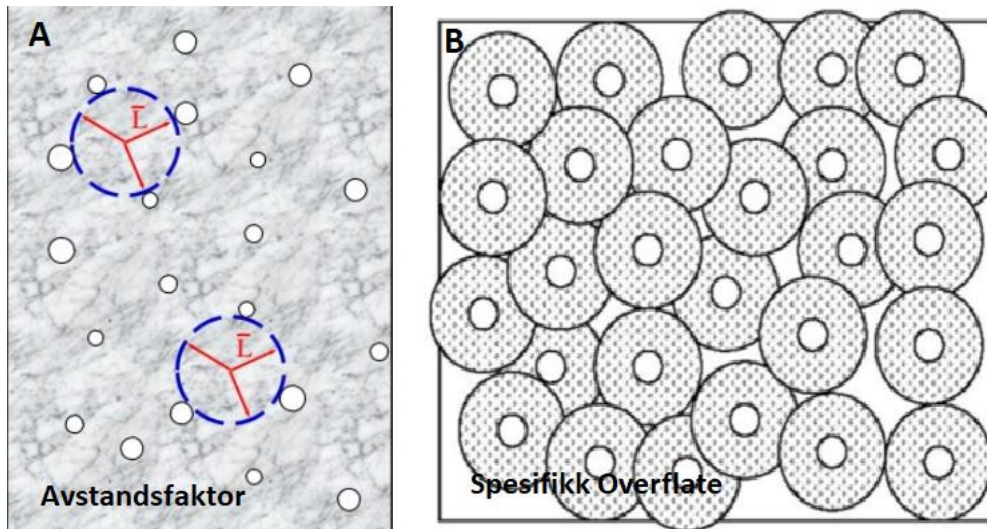 A
L̄
L̄
Avstandsfaktor
B
Spesifikk Overflate